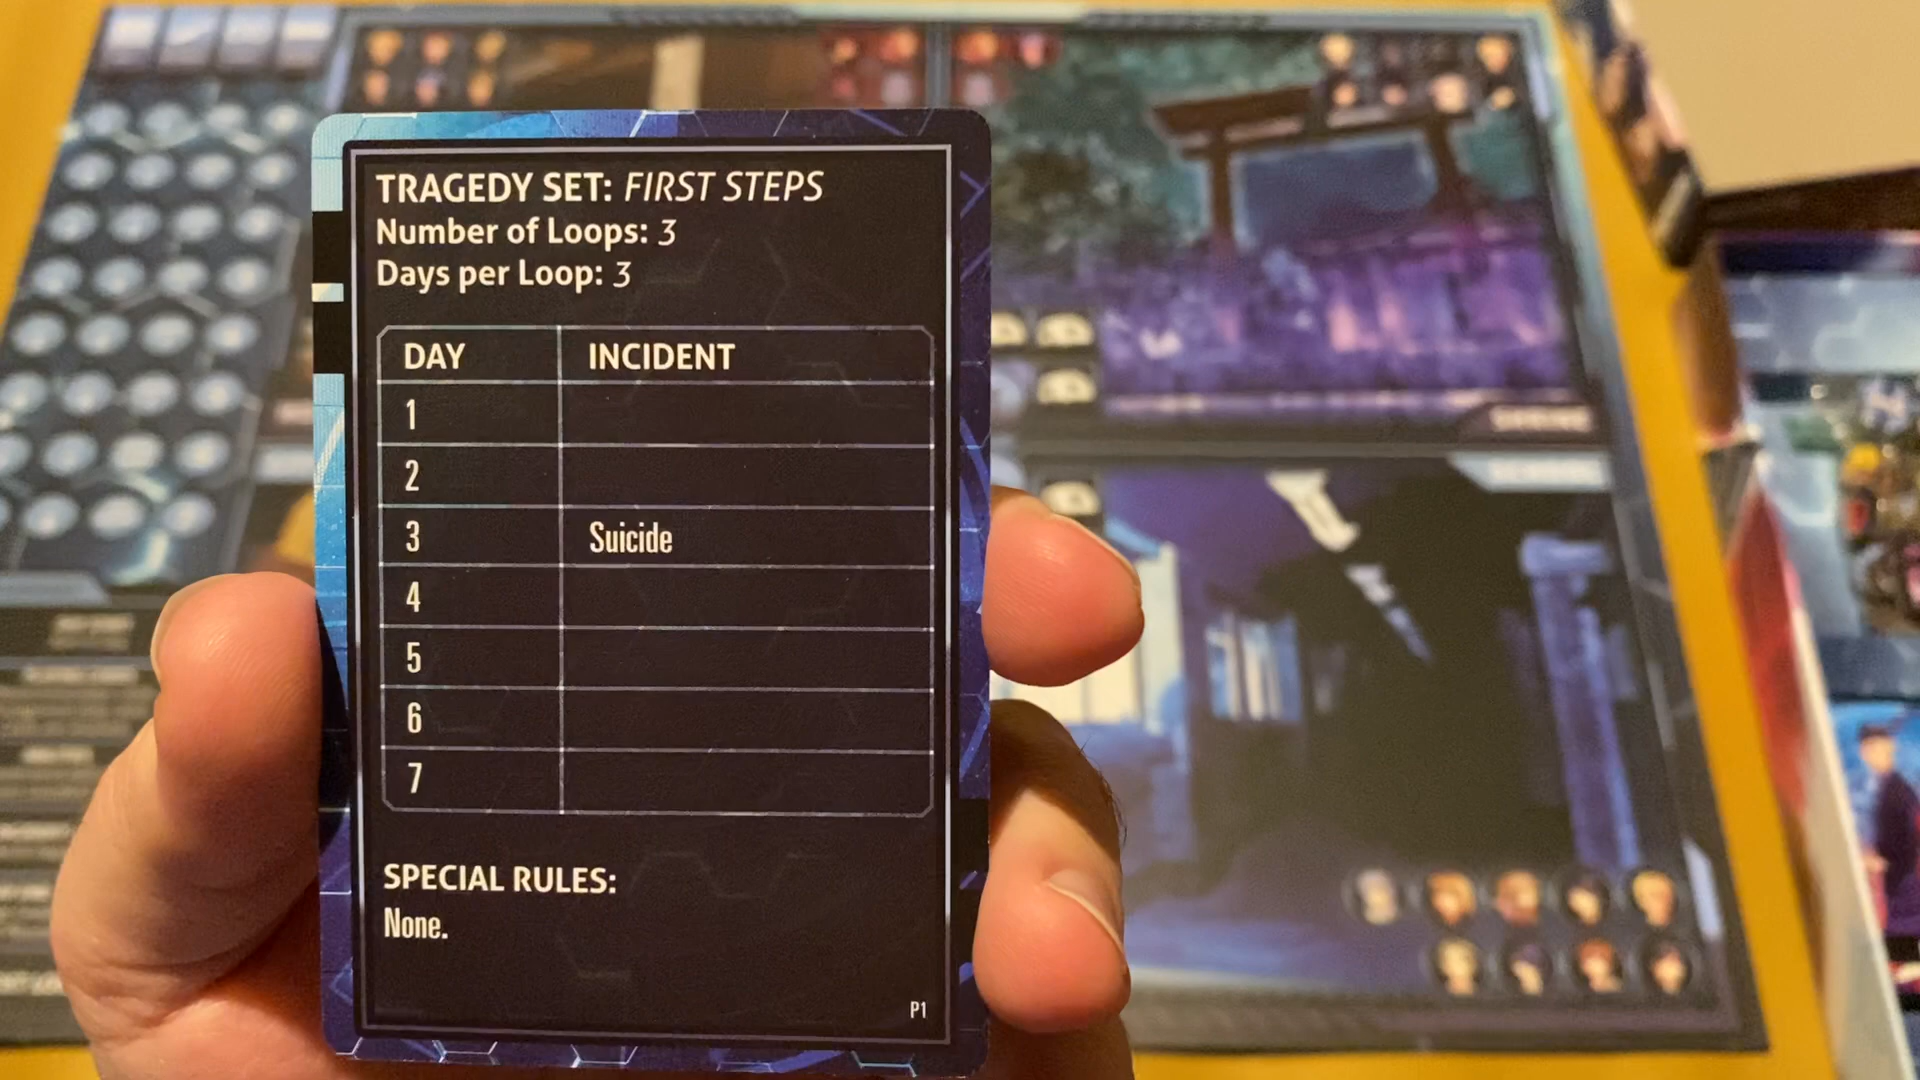 TRAGEDY SET: FIRST STEPS
Number of Loops: 3
Days per Loop: 3
DAY INCIDENT
1
2
3 Suicide
4
5
6
7
SPECIAL RULES:
None.
P1
SHRINE